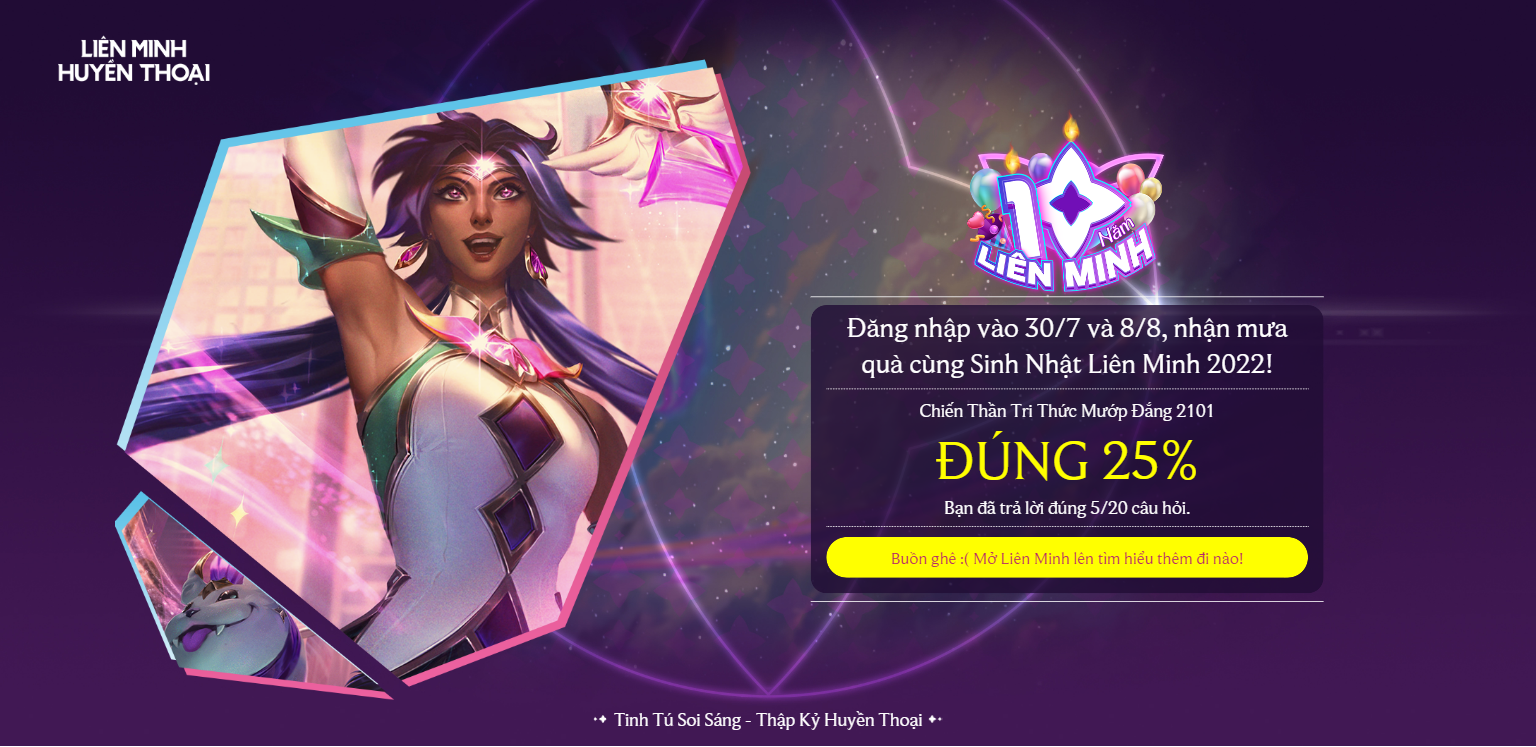 LIÊN MINH
HUYỀN THOẠI
10
Năm
LIÊN MINH
Đăng nhập vào 30/7 và 8/8, nhận mưa
quà cùng Sinh Nhật Liên Minh 2022!
Chiến Thần Tri Thức Mướp Đắng 2101
ĐÚNG 25%
Bạn đã trả lời đúng 5/20 câu hỏi.
Buồn ghê :( Mở Liên Minh lên tìm hiểu thêm đi nào!
Tinh Tú Soi Sáng - Thập Kỷ Huyền Thoại